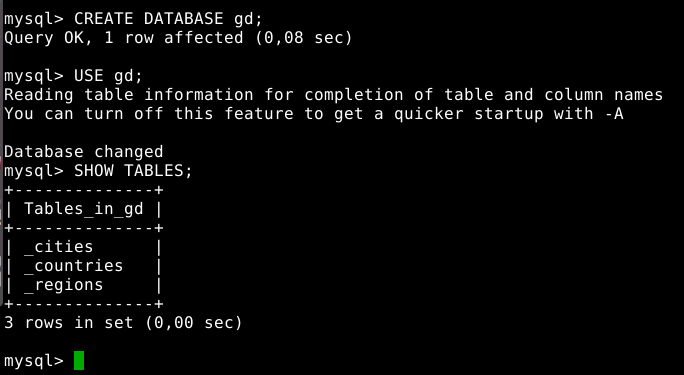 mysql> CREATE DATABASE gd;
Query OK, 1 row affected (0,08 sec)
mysql> USE gd;
Reading table information for completion of table and column names
You can turn off this feature to get a quicker startup with -A
Database changed
mysql> SHOW TABLES;
+--------------+
| Tables_in_gd |
+--------------+
| _cities      |
| _countries   |
| _regions     |
+--------------+
3 rows in set (0,00 sec)
mysql>